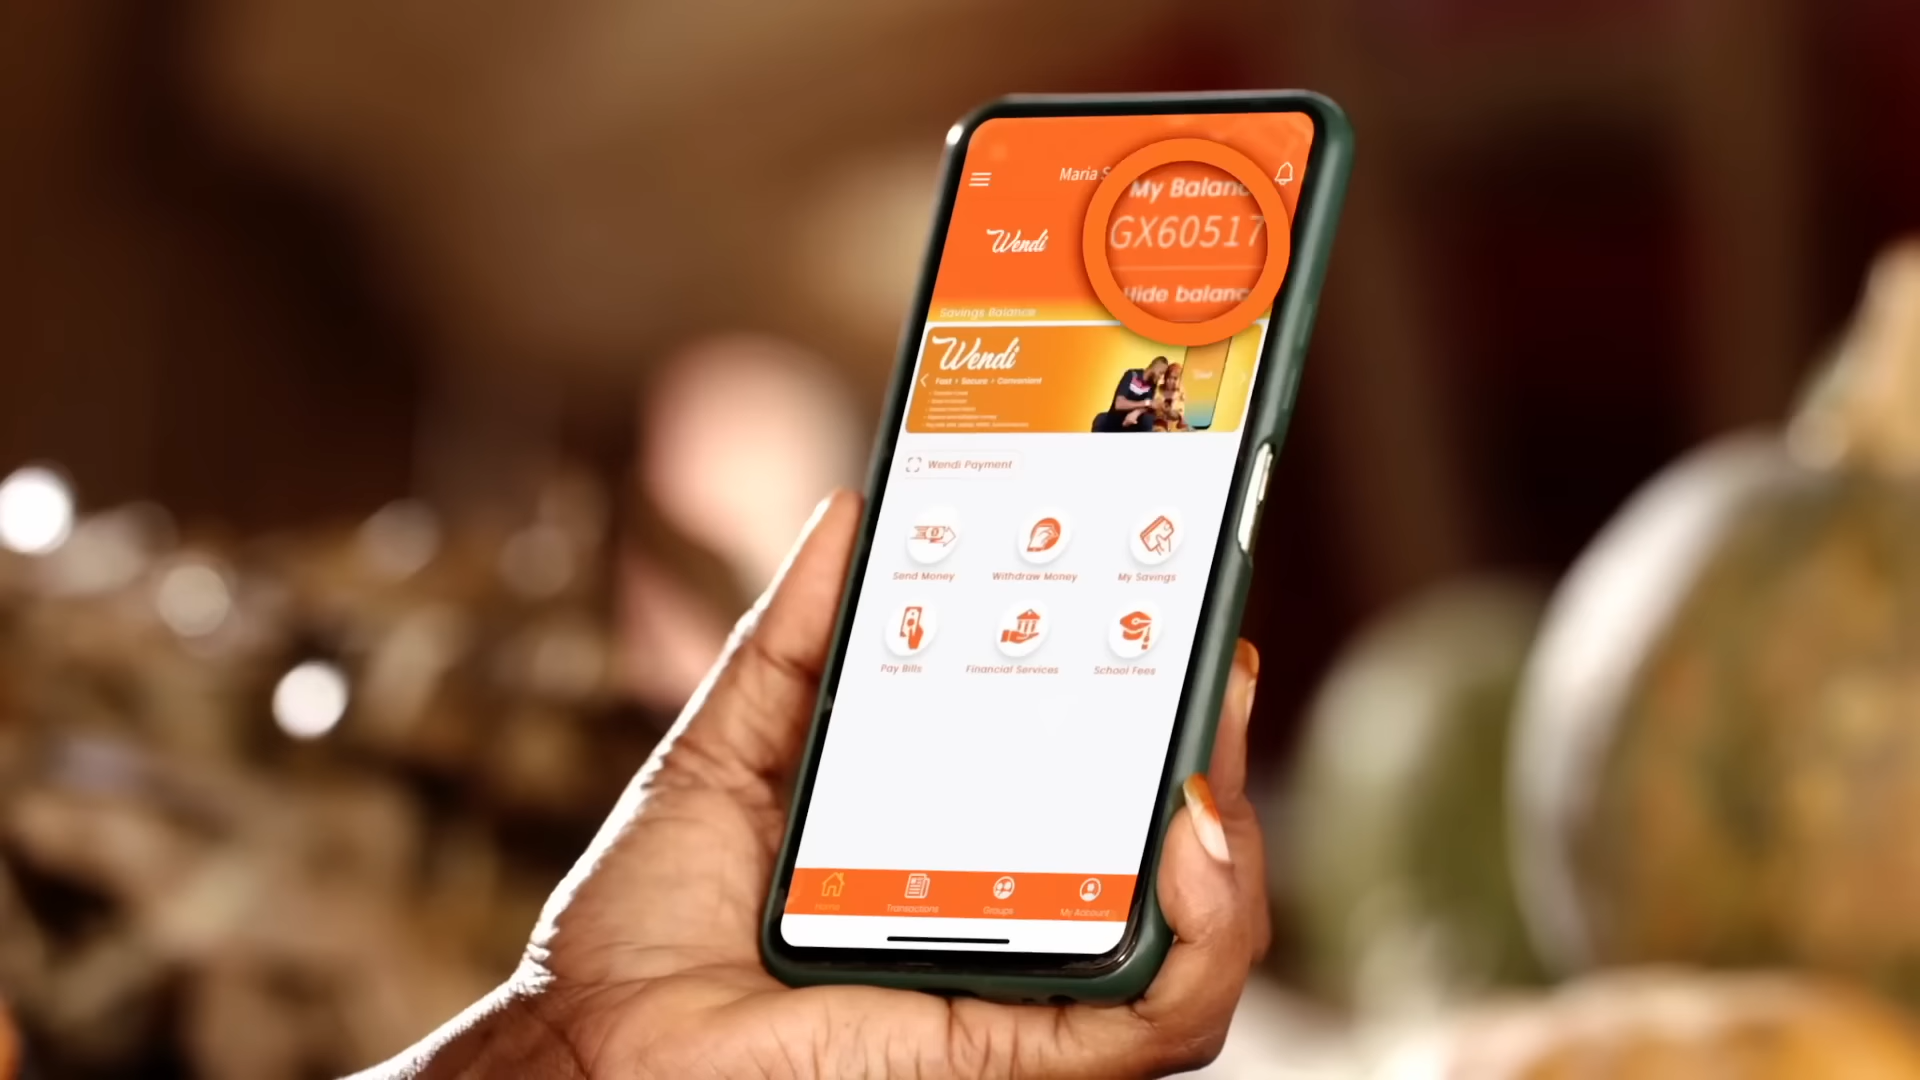 Maria S
My Balanc
GX60517
Hide balanc
Wendi
Savings Balance
Wendi
Fast • Secure • Convenient
Wendi Payment
Send Money
Withdraw Money
My Savings
Pay Bills
Financial Services
School Fees
Home
Transactions
Groups
My Account